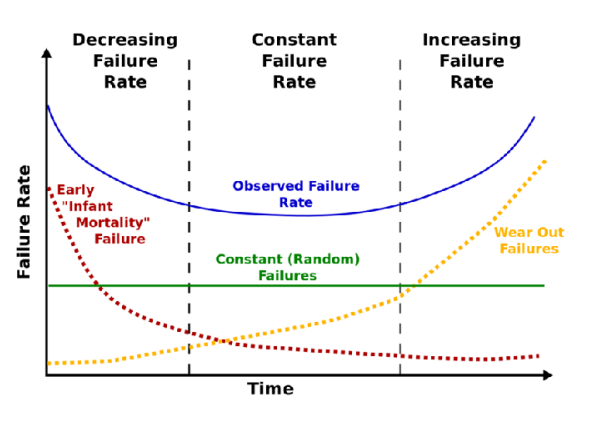 Decreasing
Failure
Rate
Constant
Failure
Rate
Increasing
Failure
Rate
Failure Rate
Early
"Infant
Mortality"
Failure
Observed Failure
Rate
Constant (Random)
Failures
Wear Out
Failures
Time